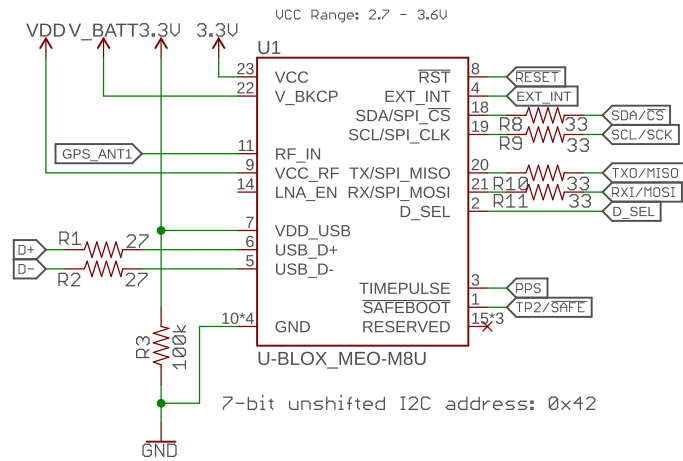 VCC Range: 2.7 - 3.6V
VDD V_BATT 3.3V 3.3V
U1
23 VCC
22 V_BKCP
11 RF_IN
9 VCC_RF
14 LNA_EN
7 VDD_USB
6 USB_D+
5 USB_D-
10*4 GND
RST 8 RESET
EXT_INT 4 EXT_INT
SDA/SPI_CS 18 R8 33 SDA/CS
SCL/SPI_CLK 19 R9 33 SCL/SCK
TX/SPI_MISO 20 R10 33 TXO/MISO
RX/SPI_MOSI 21 R11 33 RXI/MOSI
D_SEL 2 D_SEL
TIMEPULSE 3 PPS
SAFEBOOT 1 TP2/SAFE
RESERVED 15*3
GPS_ANT1
D+ R1 27
D- R2 27
R3 100k
GND
U-BLOX_MEO-M8U
7-bit unshifted I2C address: 0x42